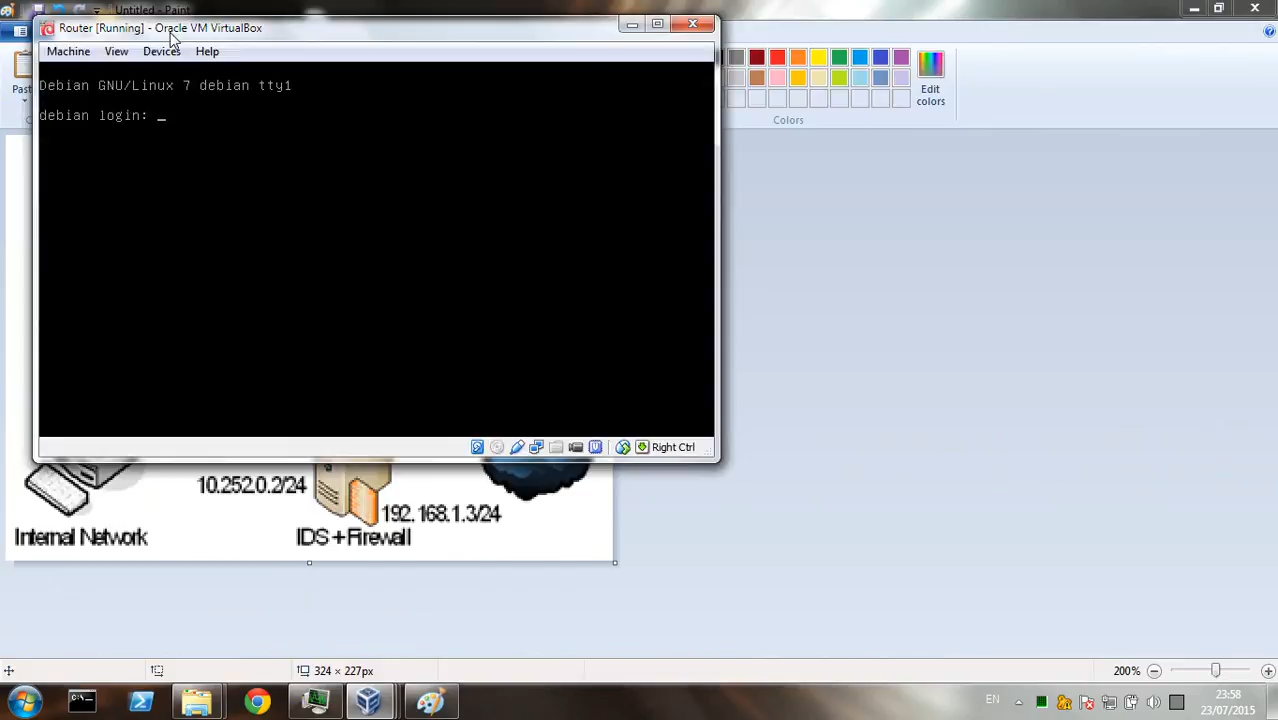 Untitled - Paint
Router [Running] - Oracle VM VirtualBox
Machine View Devices Help
Debian GNU/Linux 7 debian tty1
debian login: _
Right Ctrl
Edit
colors
Colors
10.252.0.2/24
192.168.1.3/24
Internal Network
IDS +Firewall
324 × 227px
200%
EN
23:58
23/07/2015